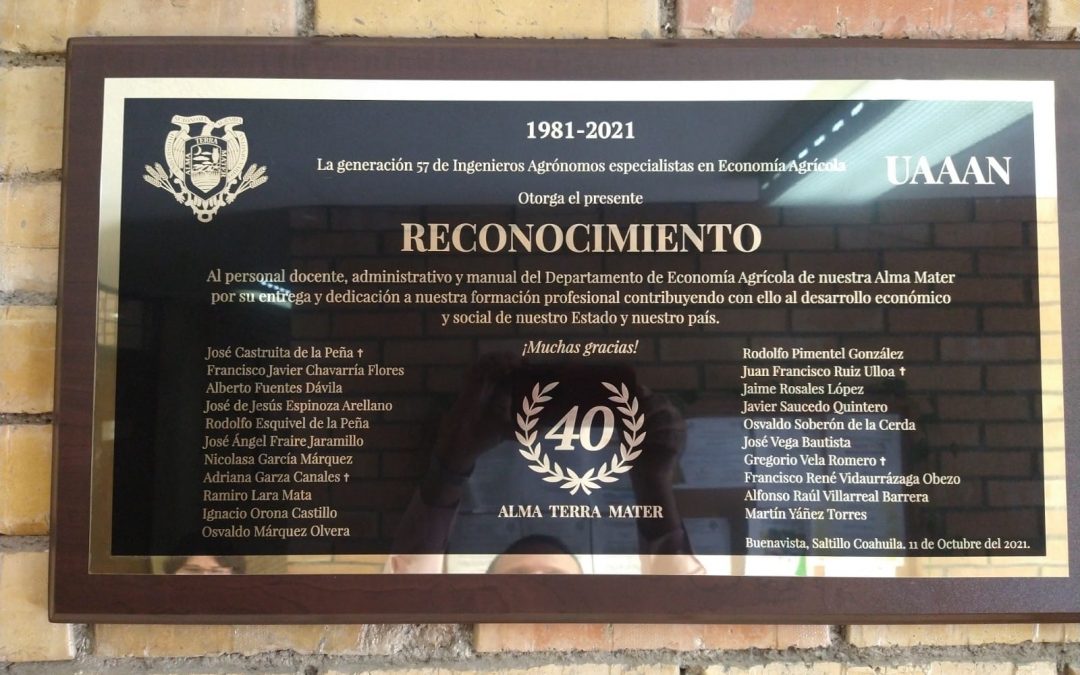 1981-2021
La generación 57 de Ingenieros Agrónomos especialistas en Economía Agrícola
UAAAN
ALMA TERRA MATER
Otorga el presente
RECONOCIMIENTO
Al personal docente, administrativo y manual del Departamento de Economía Agrícola de nuestra Alma Mater
por su entrega y dedicación a nuestra formación profesional contribuyendo con ello al desarrollo económico
y social de nuestro Estado y nuestro país.
¡Muchas gracias!
José Castruita de la Peña †
Francisco Javier Chavarría Flores
Alberto Fuentes Dávila
José de Jesús Espinoza Arellano
Rodolfo Esquivel de la Peña
José Ángel Fraire Jaramillo
Nicolasa García Márquez
Adriana Garza Canales †
Ramiro Lara Mata
Ignacio Orona Castillo
Osvaldo Márquez Olvera
40
ALMA TERRA MATER
Rodolfo Pimentel González
Juan Francisco Ruiz Ulloa †
Jaime Rosales López
Javier Saucedo Quintero
Osvaldo Soberón de la Cerda
José Vega Bautista
Gregorio Vela Romero †
Francisco René Vidaurrázaga Obezo
Alfonso Raúl Villarreal Barrera
Martín Yáñez Torres
Buenavista, Saltillo Coahuila. 11 de Octubre del 2021.